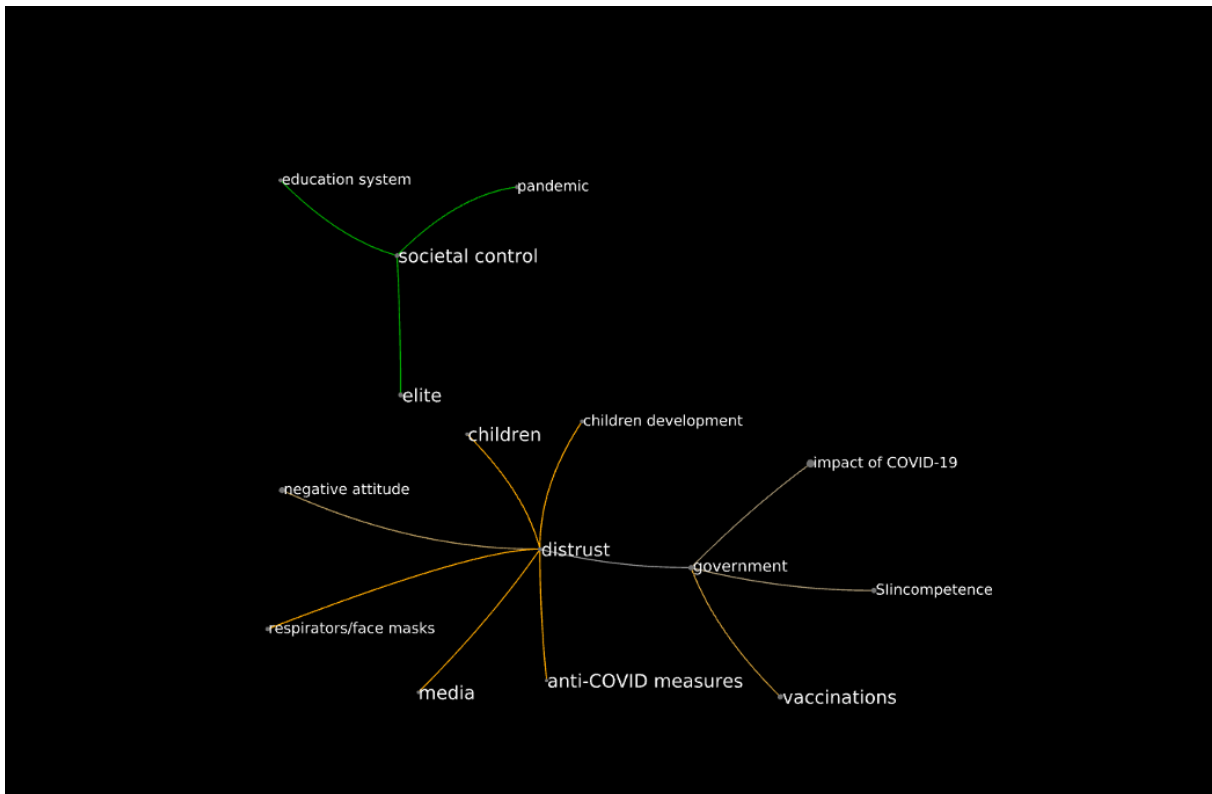 education system
pandemic
societal control
elite
children development
children
impact of COVID-19
negative attitude
distrust
government
SIincompetence
respirators/face masks
anti-COVID measures
media
vaccinations